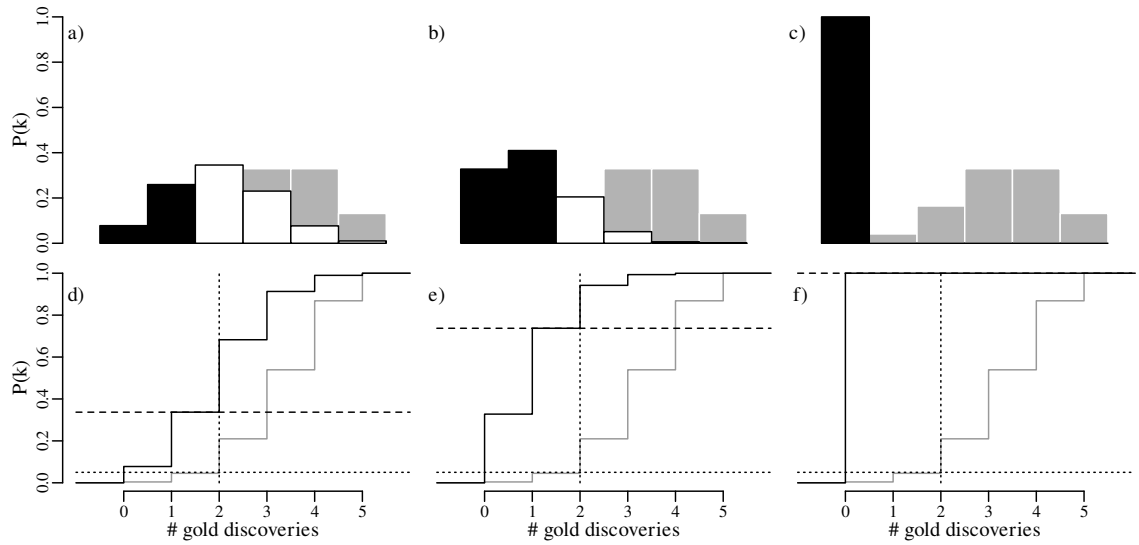 a)
b)
c)
P(k)
0.0 0.2 0.4 0.6 0.8 1.0
d)
e)
f)
P(k)
0.0 0.2 0.4 0.6 0.8 1.0
0 1 2 3 4 5
0 1 2 3 4 5
0 1 2 3 4 5
# gold discoveries
# gold discoveries
# gold discoveries